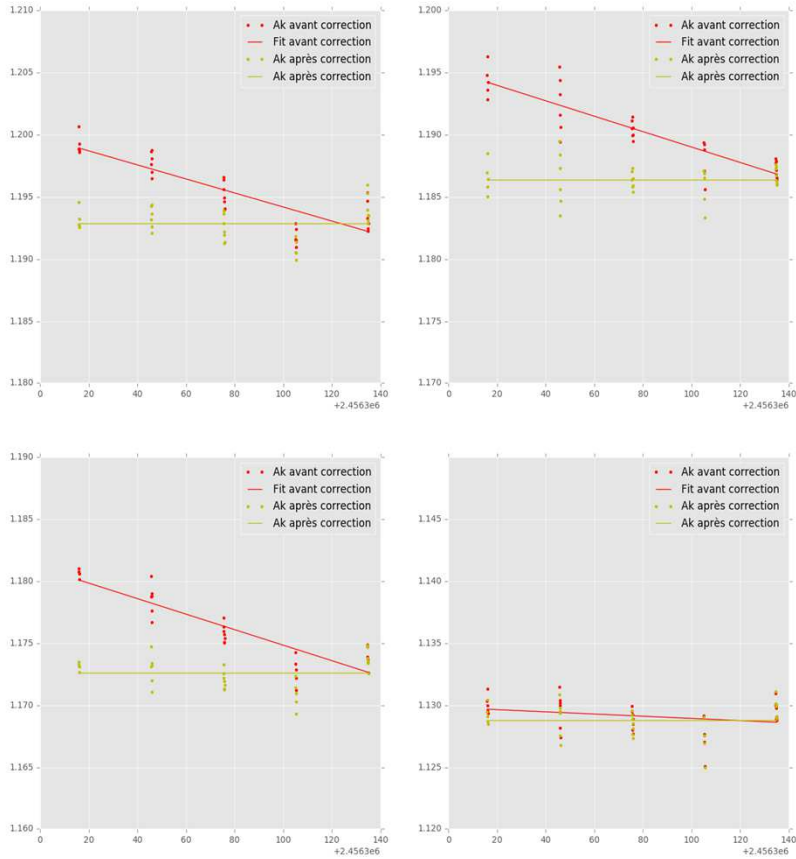 1.210
1.205
1.200
1.195
1.190
1.185
1.180
0 20 40 60 80 100 120 140
+2.4563e6
Ak avant correction
Fit avant correction
Ak après correction
Ak après correction
1.200
1.195
1.190
1.185
1.180
1.175
1.170
0 20 40 60 80 100 120 140
+2.4563e6
Ak avant correction
Fit avant correction
Ak après correction
Ak après correction
1.190
1.185
1.180
1.175
1.170
1.165
1.160
0 20 40 60 80 100 120 140
+2.4563e6
Ak avant correction
Fit avant correction
Ak après correction
Ak après correction
1.145
1.140
1.135
1.130
1.125
1.120
0 20 40 60 80 100 120 140
+2.4563e6
Ak avant correction
Fit avant correction
Ak après correction
Ak après correction